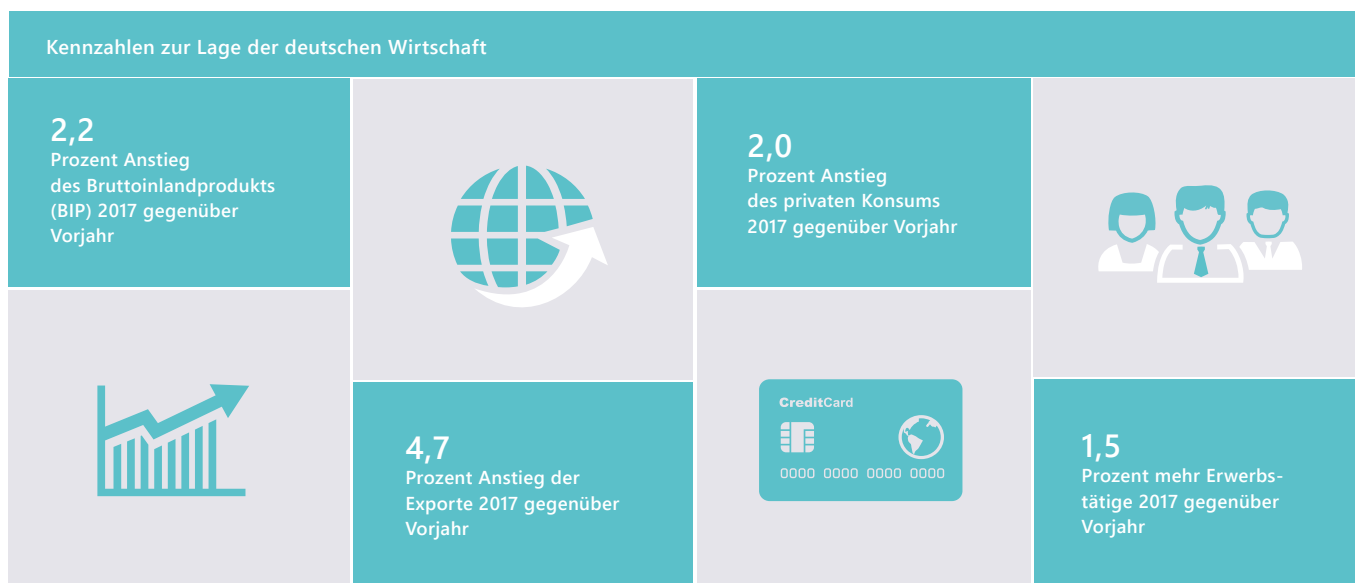 Kennzahlen zur Lage der deutschen Wirtschaft
2,2
Prozent Anstieg
des Bruttoinlandprodukts
(BIP) 2017 gegenüber
Vorjahr
4,7
Prozent Anstieg der
Exporte 2017 gegenüber
Vorjahr
2,0
Prozent Anstieg
des privaten Konsums
2017 gegenüber Vorjahr
CreditCard
0000 0000 0000 0000
1,5
Prozent mehr Erwerbs-
tätige 2017 gegenüber
Vorjahr